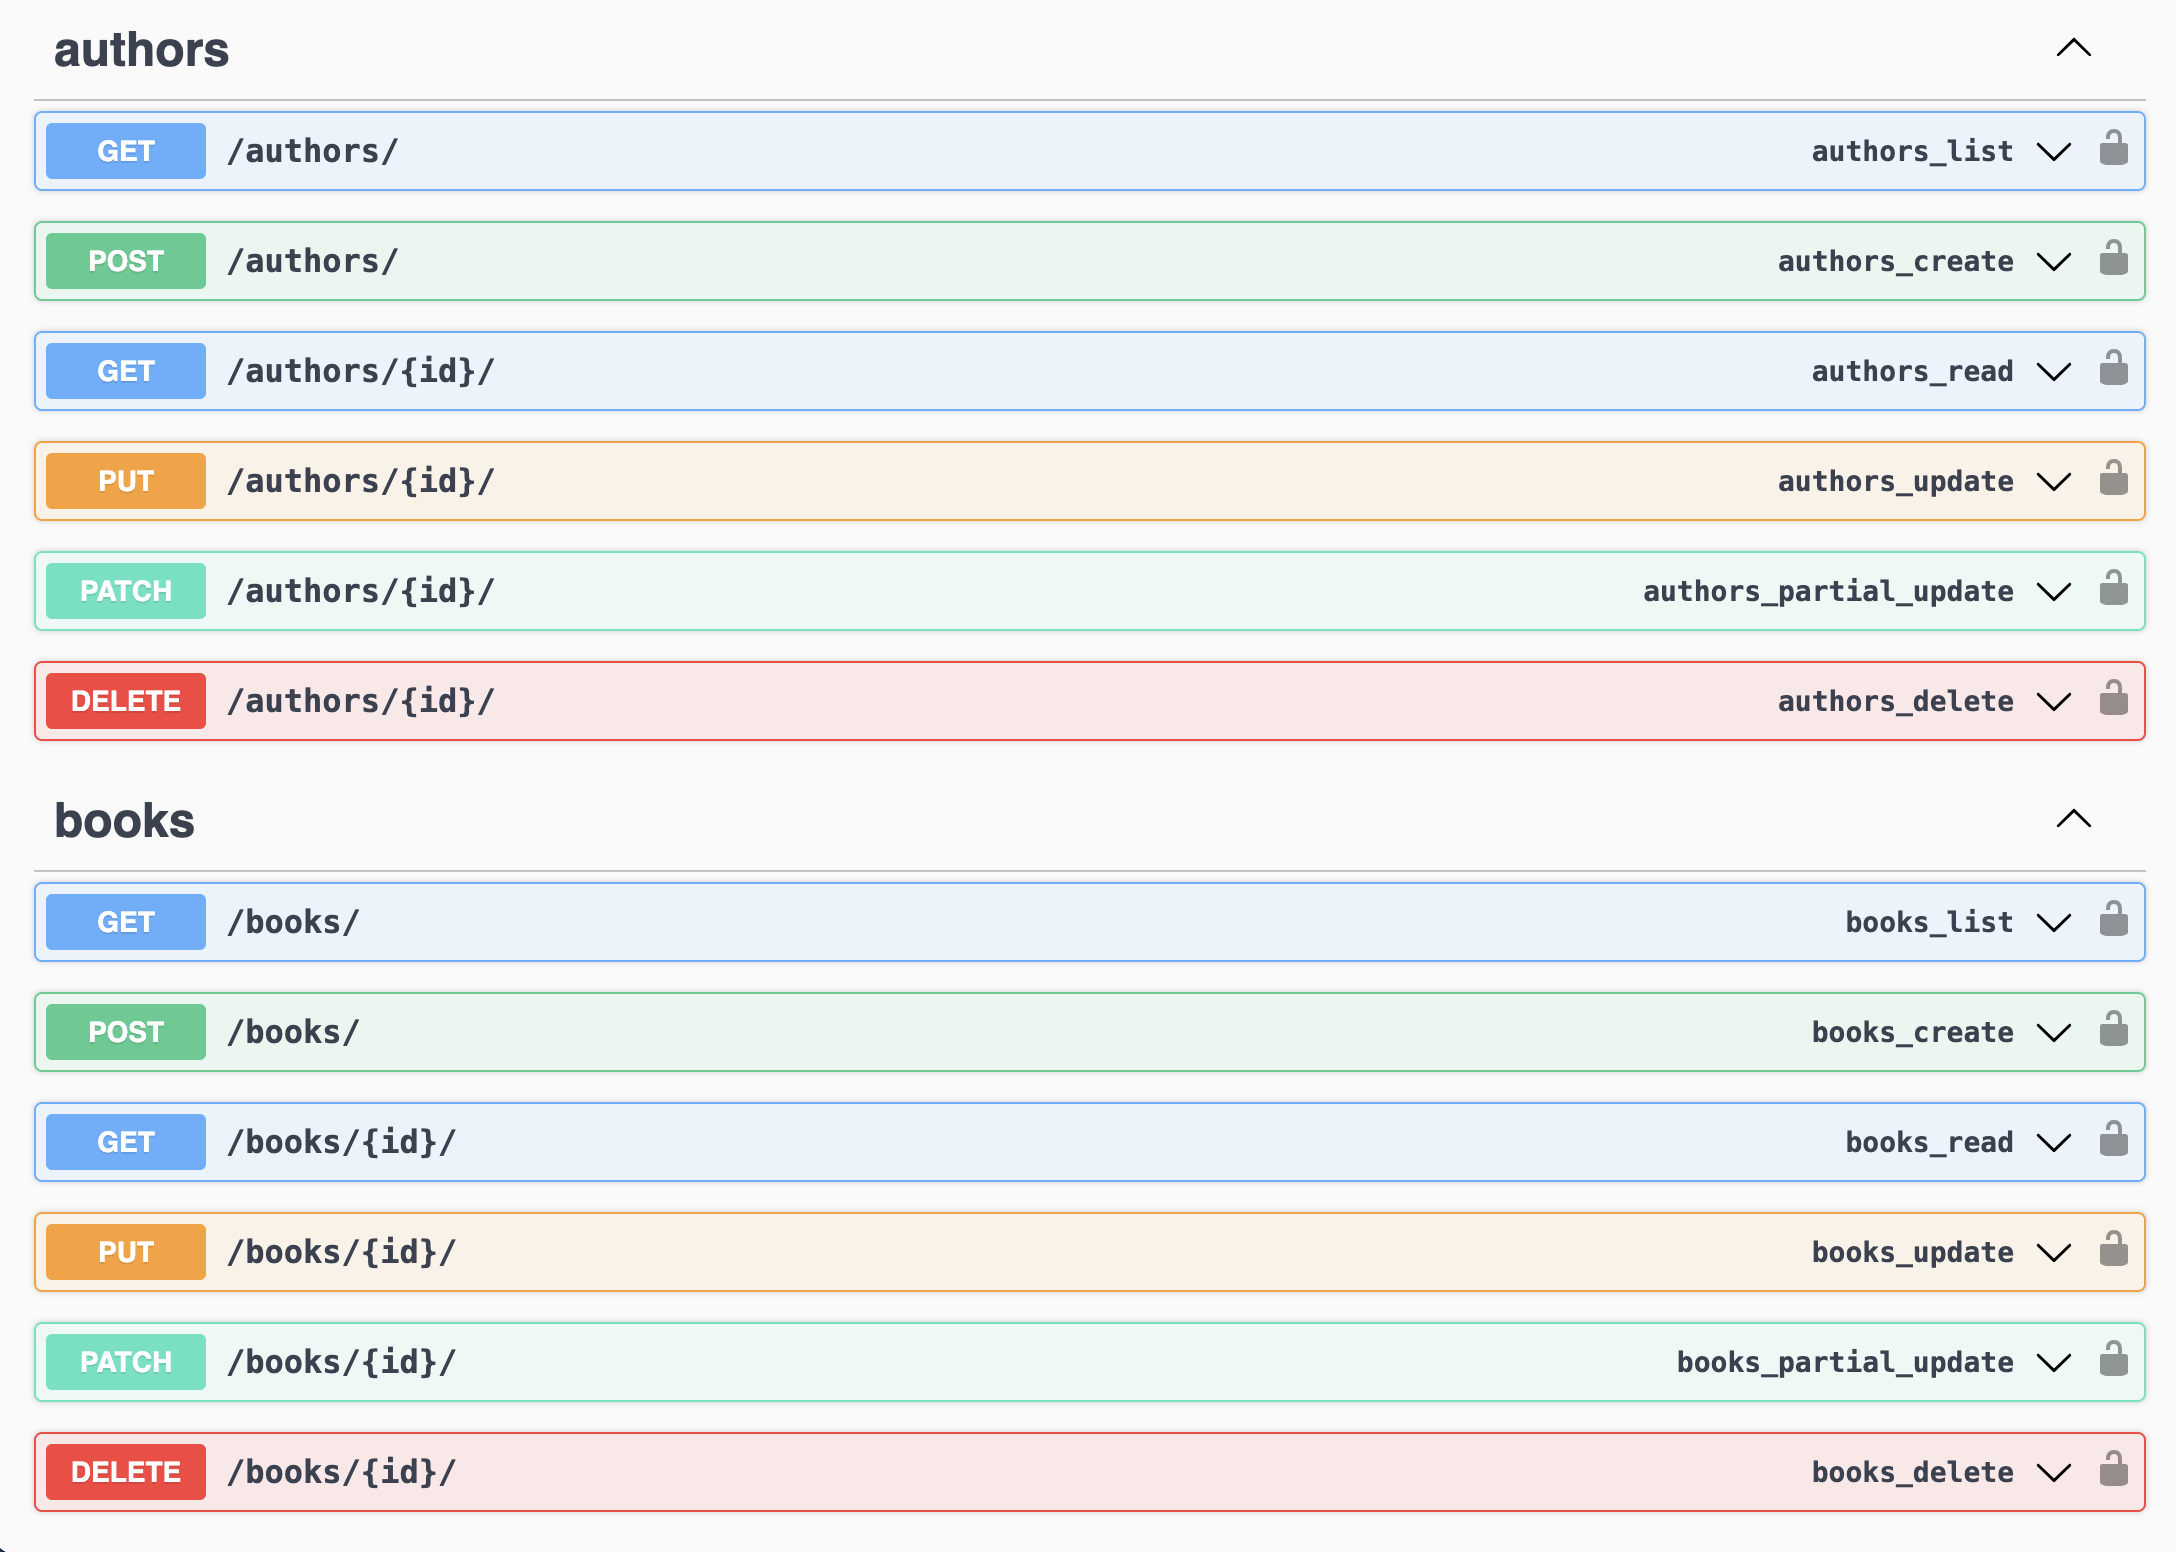 authors
GET /authors/ authors_list
POST /authors/ authors_create
GET /authors/{id}/ authors_read
PUT /authors/{id}/ authors_update
PATCH /authors/{id}/ authors_partial_update
DELETE /authors/{id}/ authors_delete
books
GET /books/ books_list
POST /books/ books_create
GET /books/{id}/ books_read
PUT /books/{id}/ books_update
PATCH /books/{id}/ books_partial_update
DELETE /books/{id}/ books_delete